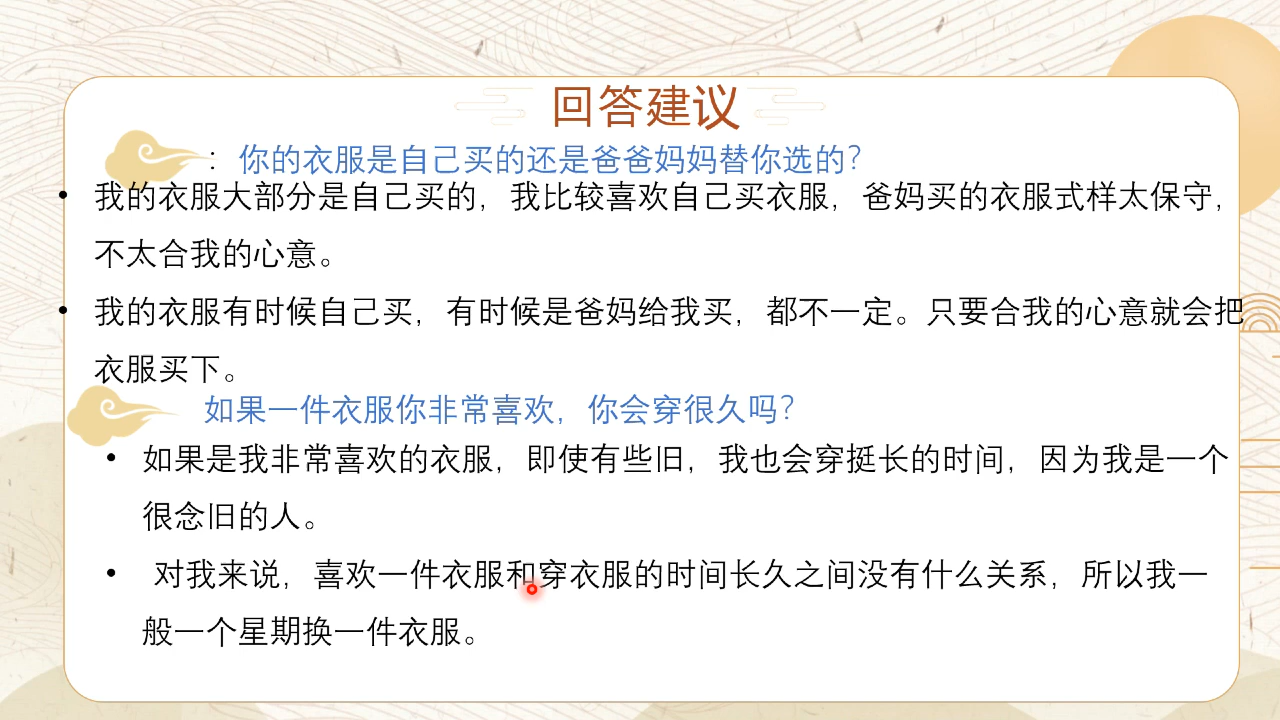 回答建议
：你的衣服是自己买的还是爸爸妈妈替你选的？
• 我的衣服大部分是自己买的，我比较喜欢自己买衣服，爸妈买的衣服式样太保守，
不太合我的心意。
• 我的衣服有时候自己买，有时候是爸妈给我买，都不一定。只要合我的心意就会把
衣服买下。
如果一件衣服你非常喜欢，你会穿很久吗？
• 如果是我非常喜欢的衣服，即使有些旧，我也会穿挺长的时间，因为我是一个
很念旧的人。
• 对我来说，喜欢一件衣服和穿衣服的时间长久之间没有什么关系，所以我一
般一个星期换一件衣服。